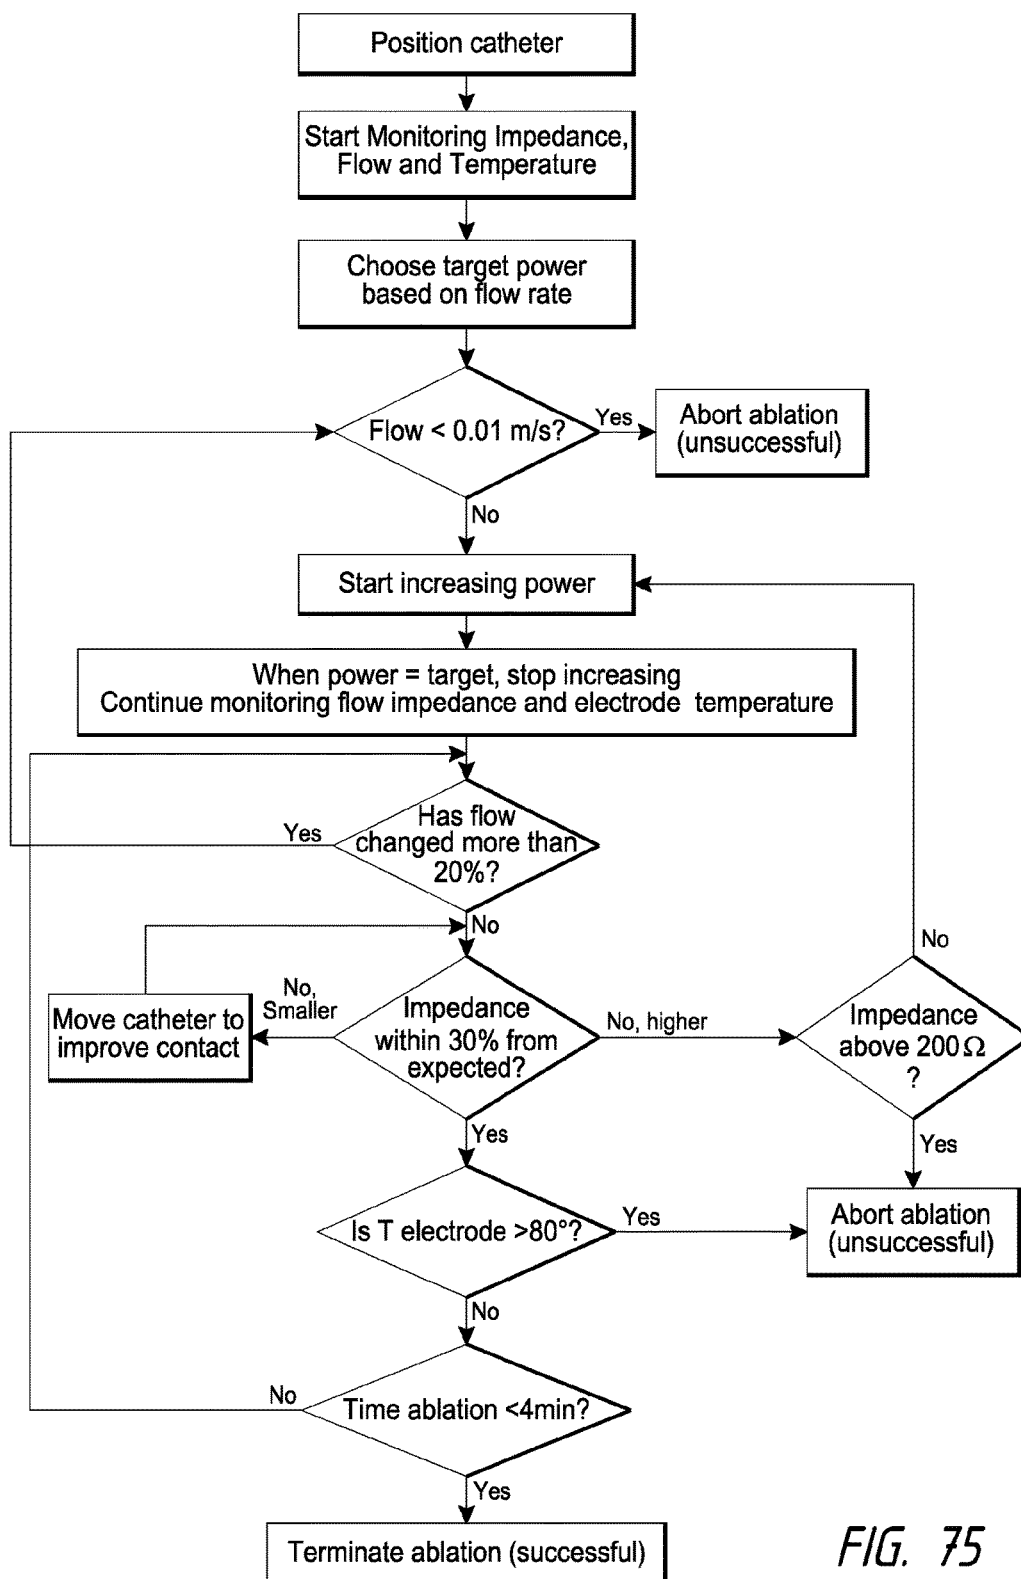 Position catheter
Start Monitoring Impedance,
Flow and Temperature
Choose target power
based on flow rate
Flow < 0.01 m/s?
Yes
Abort ablation
(unsuccessful)
No
Start increasing power
When power = target, stop increasing
Continue monitoring flow impedance and electrode temperature
Has flow
changed more than
20%?
Yes
No
Move catheter to
improve contact
No,
Smaller
Impedance
within 30% from
expected?
No, higher
Impedance
above 200Ω
?
No
Yes
Yes
Abort ablation
(unsuccessful)
Is T electrode >80°?
Yes
No
Time ablation <4min?
No
Yes
Terminate ablation (successful)
FIG. 75